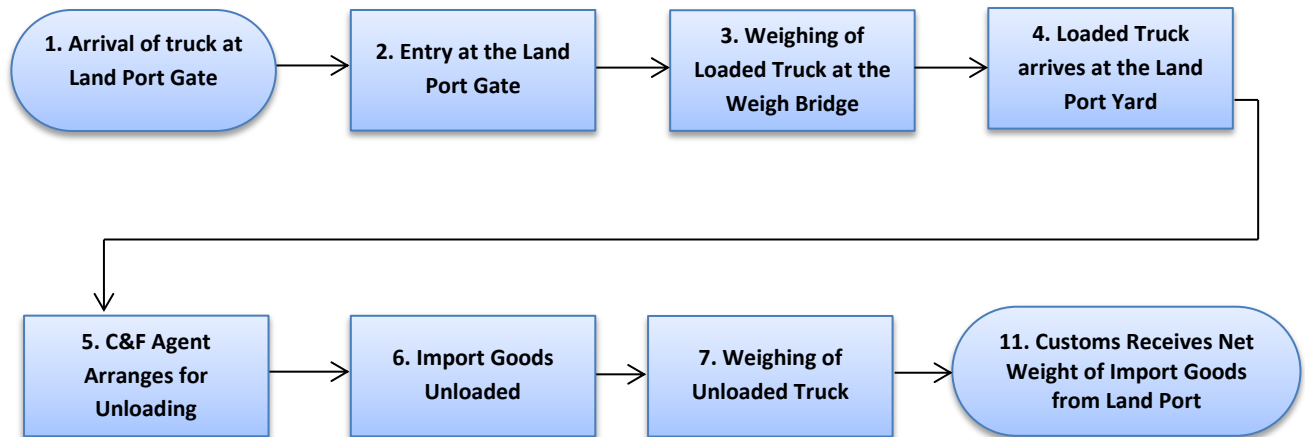 1. Arrival of truck at
Land Port Gate
2. Entry at the Land
Port Gate
3. Weighing of
Loaded Truck at the
Weigh Bridge
4. Loaded Truck
arrives at the Land
Port Yard
5. C&F Agent
Arranges for
Unloading
6. Import Goods
Unloaded
7. Weighing of
Unloaded Truck
11. Customs Receives Net
Weight of Import Goods
from Land Port